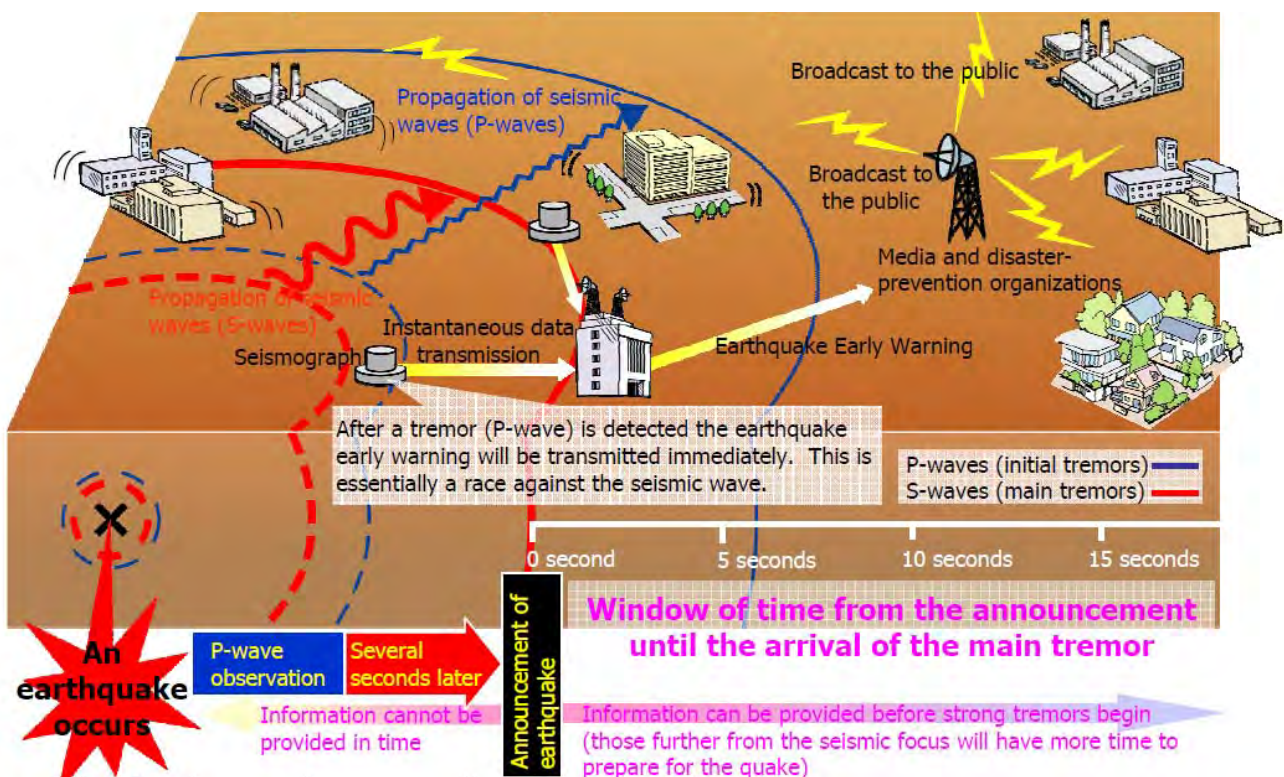 Broadcast to the public
Propagation of seismic
waves (P-waves)
Broadcast to
the public
Media and disaster-
prevention organizations
Propagation of seismic
waves (S-waves)
Instantaneous data
transmission
Seismograph
Earthquake Early Warning
After a tremor (P-wave) is detected the earthquake
early warning will be transmitted immediately. This is
essentially a race against the seismic wave.
P-waves (initial tremors)
S-waves (main tremors)
0 second
5 seconds
10 seconds
15 seconds
An
earthquake
occurs
P-wave
observation
Several
seconds later
Announcement of
earthquake
Window of time from the announcement
until the arrival of the main tremor
Information cannot be
provided in time
Information can be provided before strong tremors begin
(those further from the seismic focus will have more time to
prepare for the quake)